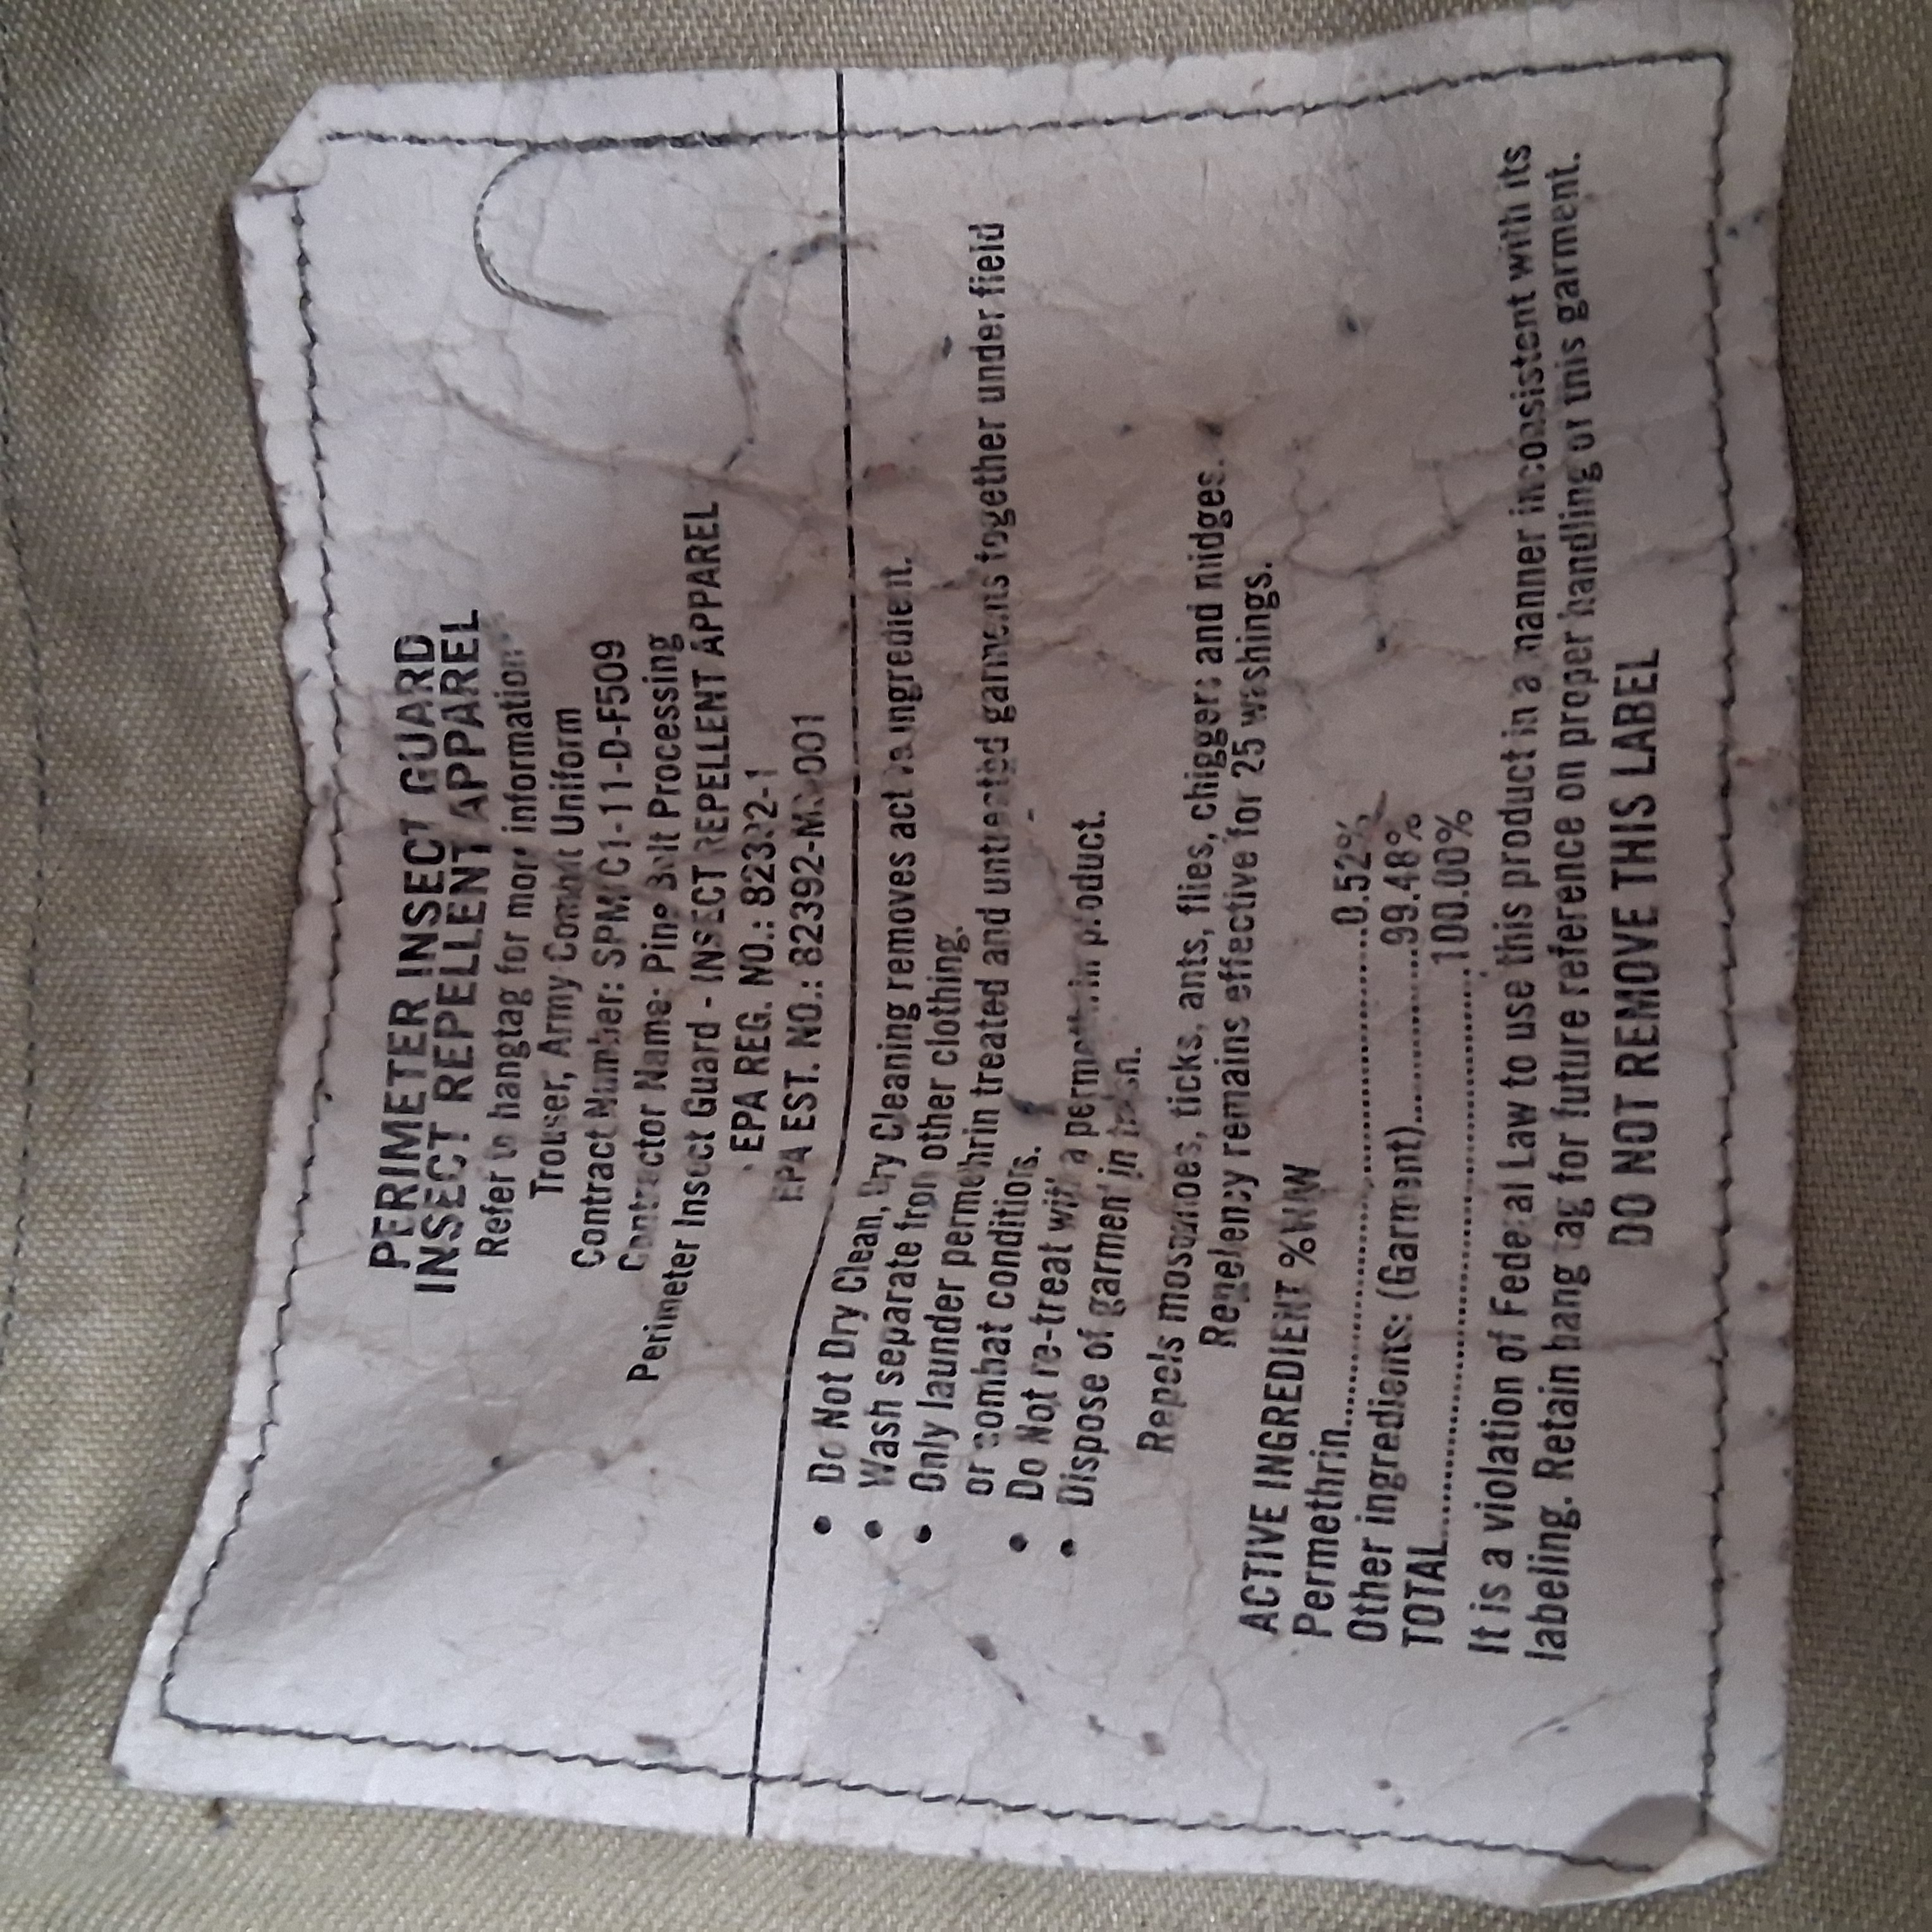 PERIMETER INSECT GUARD
INSECT REPELLENT APPAREL
Refer to hangtag for more information
Trouser, Army Combat Uniform
Contract Number: SPM1C1-11-D-F509
Contractor Name: Pine Belt Processing
Perimeter Insect Guard - INSECT REPELLENT APPAREL
EPA REG. NO.: 82392-1
EPA EST. NO.:
• Do Not Dry Clean, Dry Cleaning removes active ingredient.
• Wash separate from other clothing.
• Only launder permethrin treated and untreated garments together under field
or combat conditions.
• Do Not re-treat with a permethrin product.
• Dispose of garment in trash.
Repels mosquitoes, ticks, ants, flies, chiggers and midges.
Repelency remains effective for 25 washings.
ACTIVE INGREDIENT %W/W
Permethrin..............................0.52%
Other ingredients: (Garment)..............99.48%
TOTAL..............................100.00%
It is a violation of Federal Law to use this product in a manner inconsistent with its
labeling. Retain hang tag for future reference on proper handling of this garment.
DO NOT REMOVE THIS LABEL